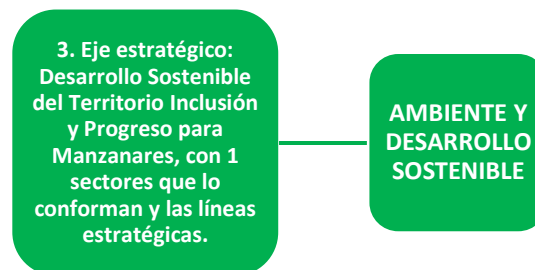 3. Eje estratégico:
Desarrollo Sostenible
del Territorio Inclusión
y Progreso para
Manzanares, con 1
sectores que lo
conforman y las líneas
estratégicas.
AMBIENTE Y
DESARROLLO
SOSTENIBLE